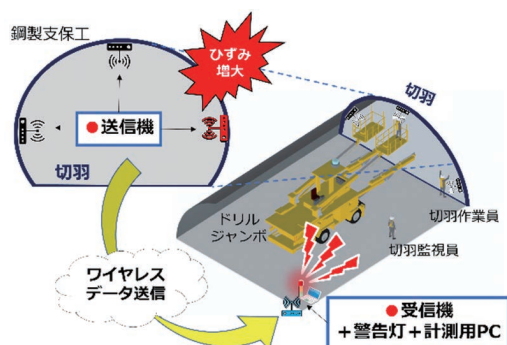 鋼製支保工
ひずみ
増大
●送信機
切羽
切羽
ドリル
ジャンボ
切羽作業員
切羽監視員
ワイヤレス
データ送信
●受信機
+警告灯+計測用PC